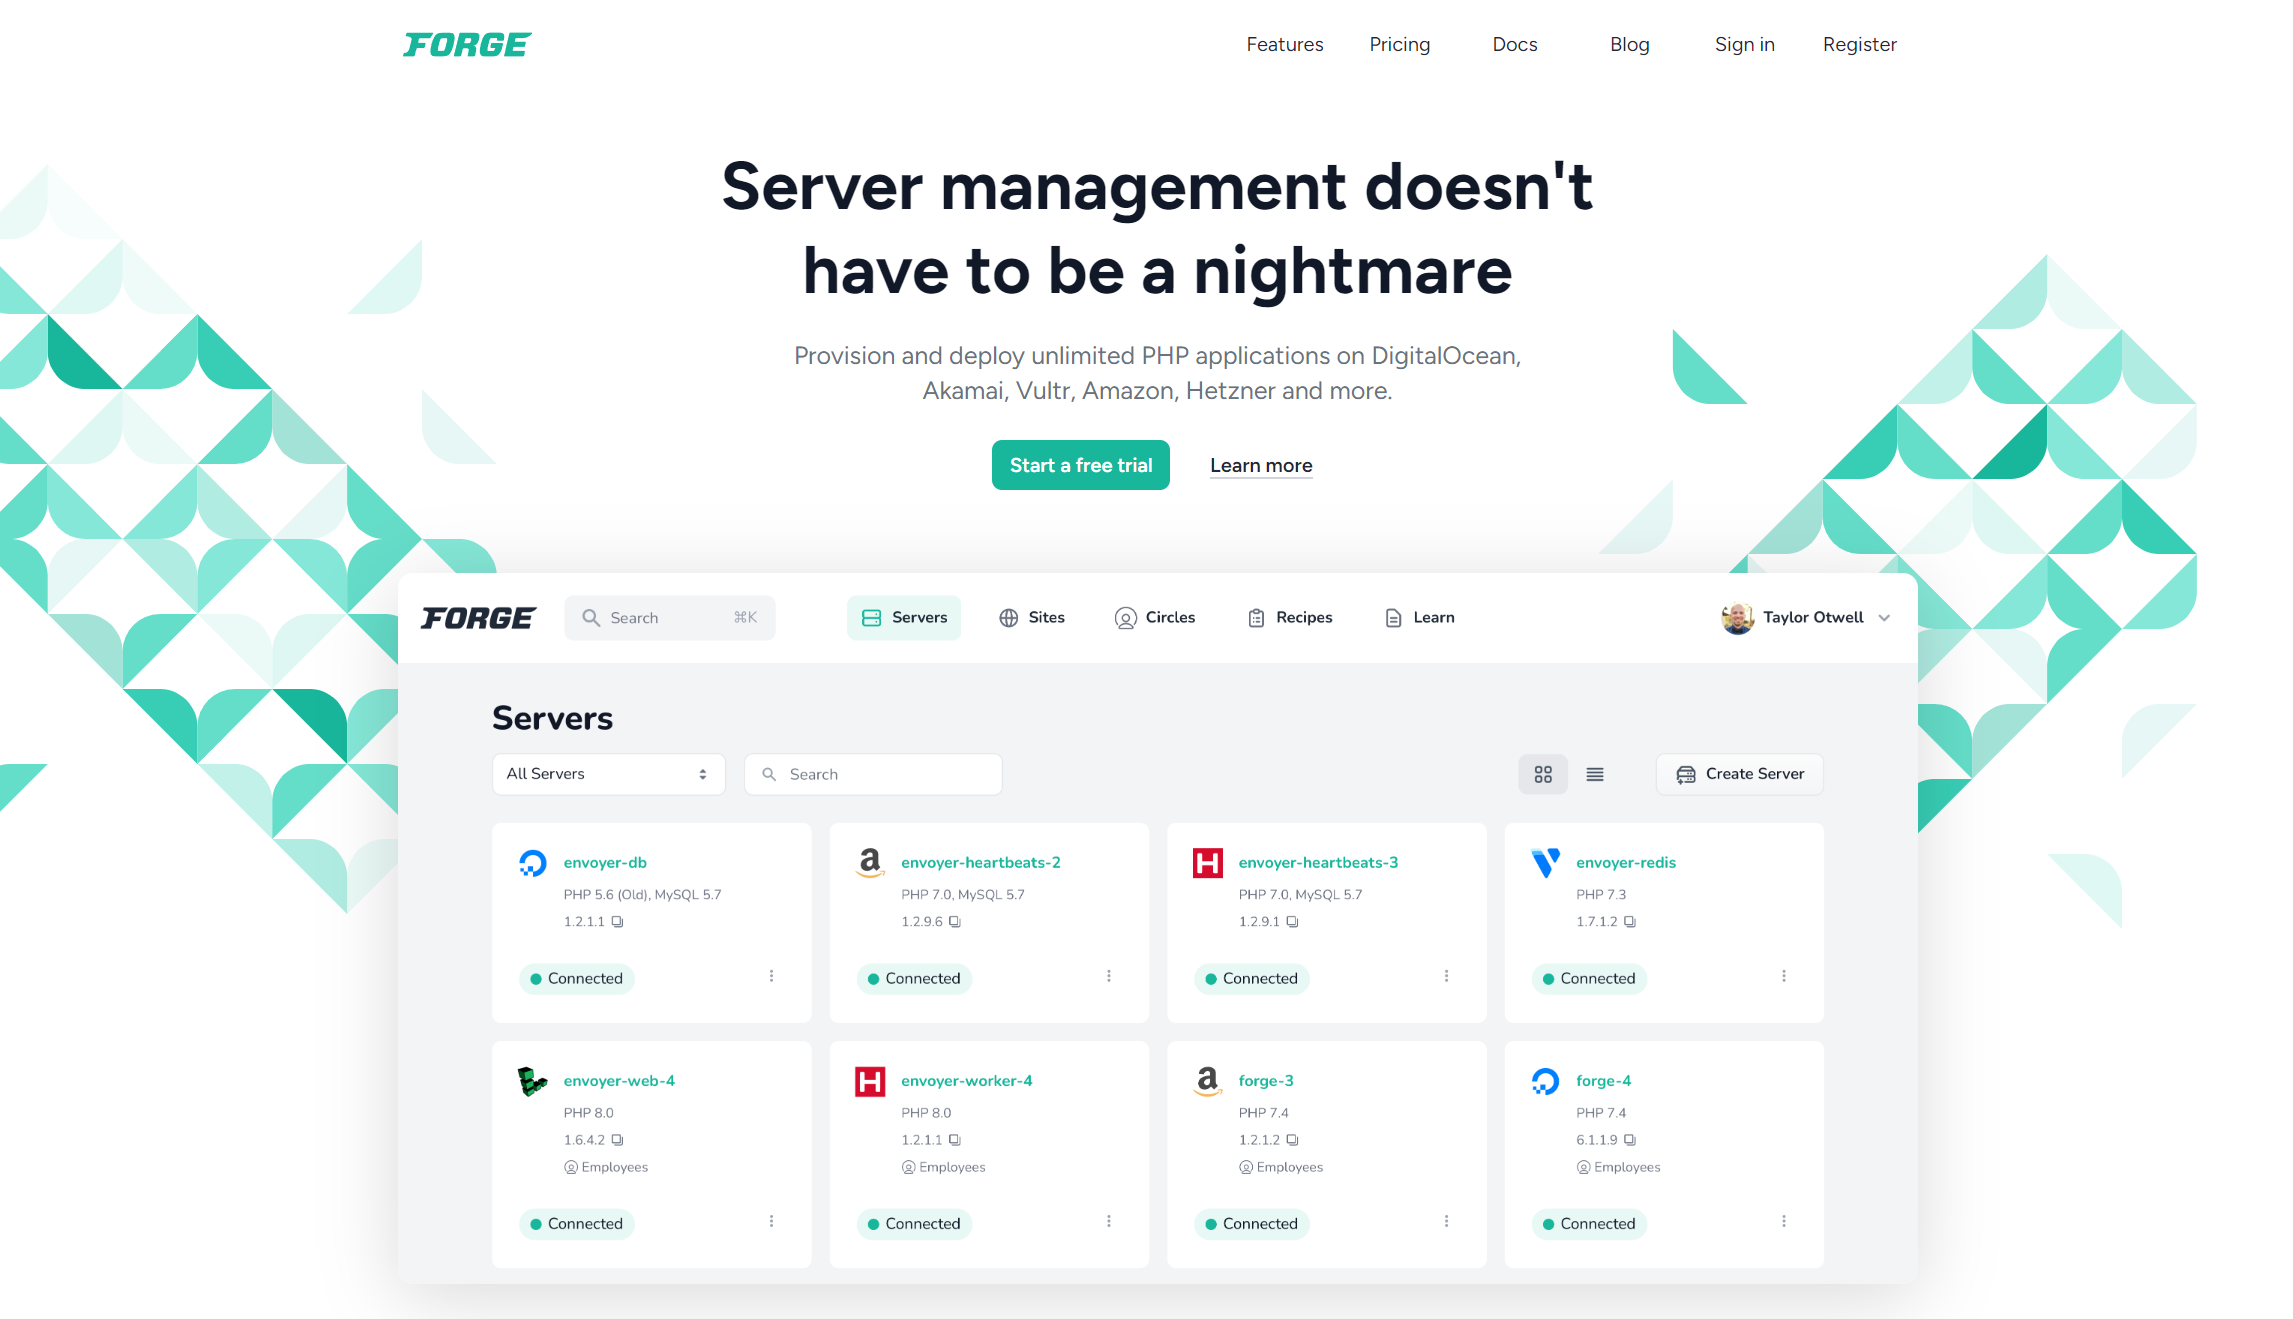 FORGE
Features Pricing Docs Blog Sign in Register
Server management doesn't
have to be a nightmare
Provision and deploy unlimited PHP applications on DigitalOcean,
Akamai, Vultr, Amazon, Hetzner and more.
Start a free trial Learn more
FORGE Search ⌘K Servers Sites Circles Recipes Learn Taylor Otwell
Servers
All Servers Search Create Server
envoyer-db
PHP 5.6 (Old), MySQL 5.7
1.2.1.1
Connected
envoyer-heartbeats-2
PHP 7.0, MySQL 5.7
1.2.9.6
Connected
envoyer-heartbeats-3
PHP 7.0, MySQL 5.7
1.2.9.1
Connected
envoyer-redis
PHP 7.3
1.7.1.2
Connected
envoyer-web-4
PHP 8.0
1.6.4.2
Employees
Connected
envoyer-worker-4
PHP 8.0
1.2.1.1
Employees
Connected
forge-3
PHP 7.4
1.2.1.2
Employees
Connected
forge-4
PHP 7.4
6.1.1.9
Employees
Connected